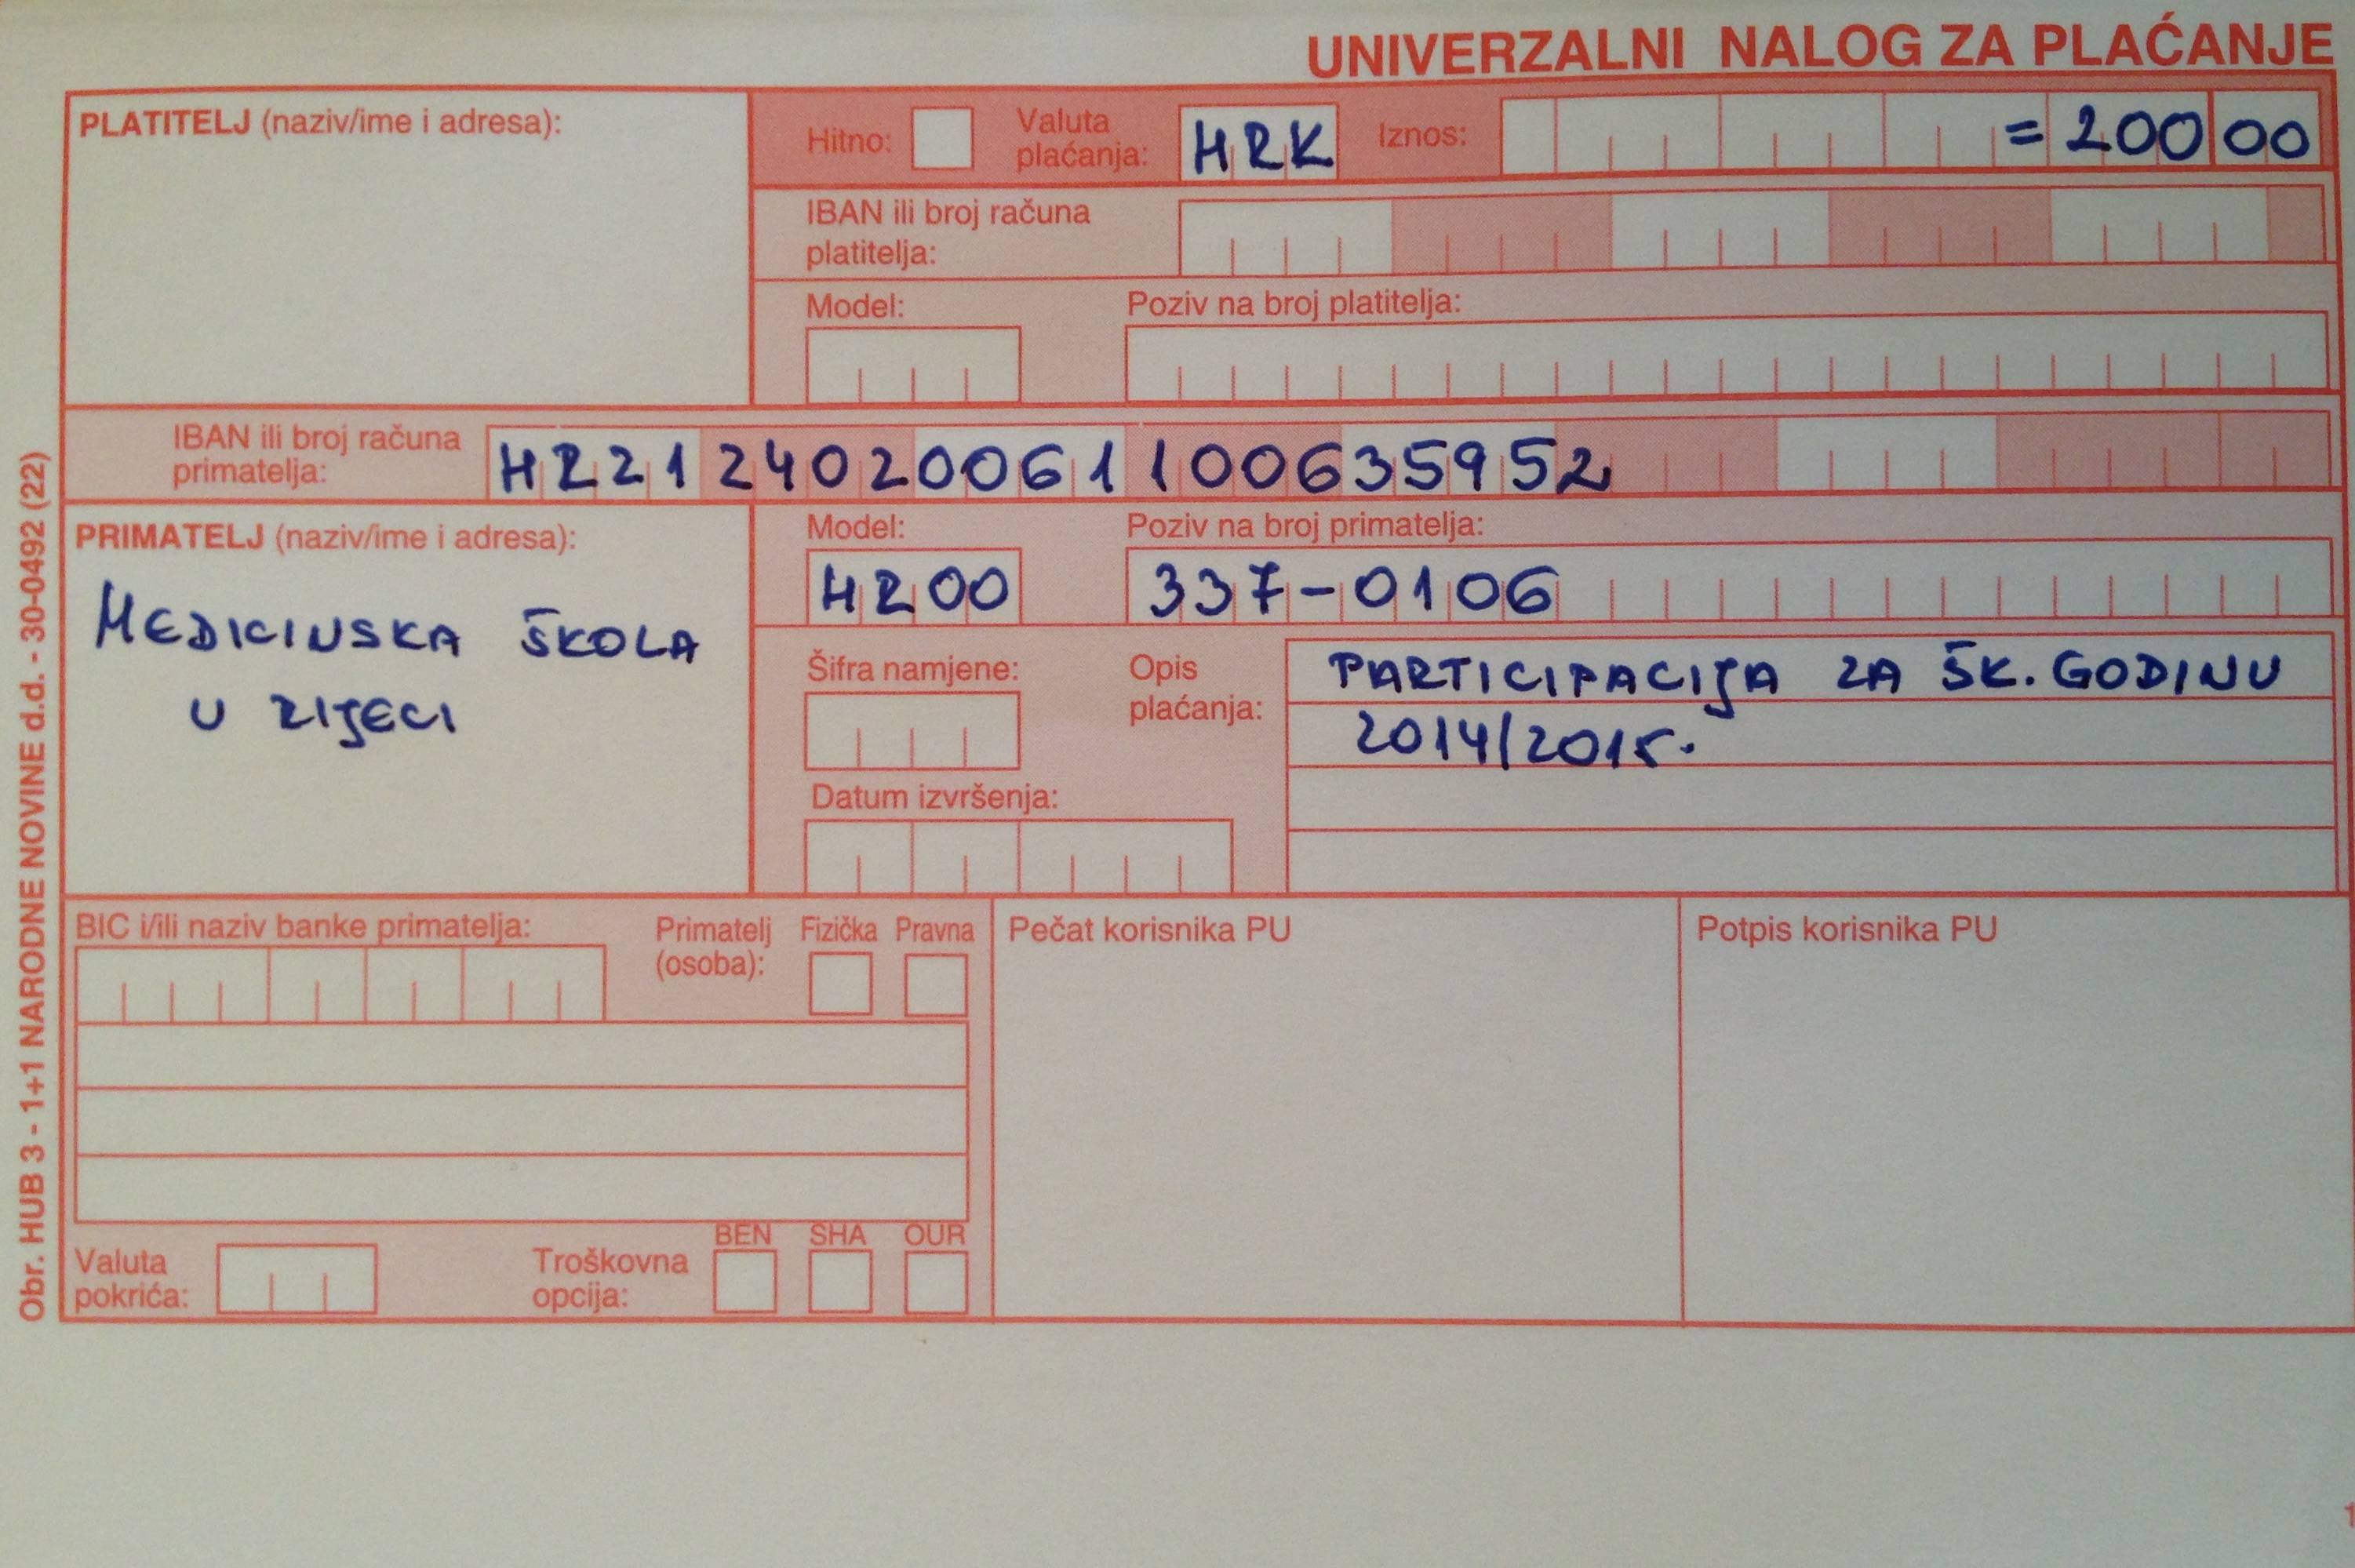 UNIVERZALNI NALOG ZA PLAĆANJE
PLATITELJ (naziv/ime i adresa):
Hitno:
Valuta
plaćanja:
HRK
Iznos:
=200 00
IBAN ili broj računa
platitelja:
Model:
Poziv na broj platitelja:
IBAN ili broj računa
primatelja:
HR2124020061100635952
PRIMATELJ (naziv/ime i adresa):
MEDICINSKA ŠKOLA
U RIJECI
Model:
HR00
Poziv na broj primatelja:
337-0106
Šifra namjene:
Opis
plaćanja:
PARTICIPACIJA ZA ŠK. GODINU
2014/2015.
Datum izvršenja:
BIC i/ili naziv banke primatelja:
Primatelj
(osoba):
Fizička
Pravna
Pečat korisnika PU
Potpis korisnika PU
Valuta
pokrića:
Troškovna
opcija:
BEN
SHA
OUR
Obr. HUB 3 - 1+1 NARODNE NOVINE d.d. - 30-0492 (22)
1